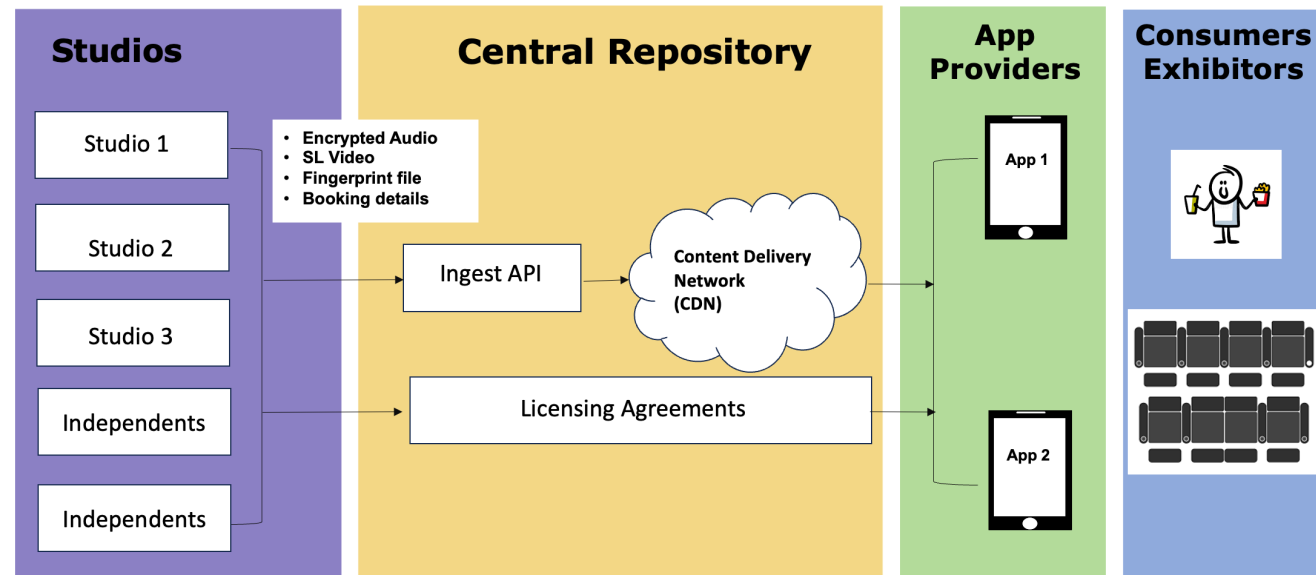 Studios
Studio 1
Studio 2
Studio 3
Independents
Independents
• Encrypted Audio
• SL Video
• Fingerprint file
• Booking details
Central Repository
Ingest API
Content Delivery
Network
(CDN)
Licensing Agreements
App
Providers
App 1
App 2
Consumers
Exhibitors